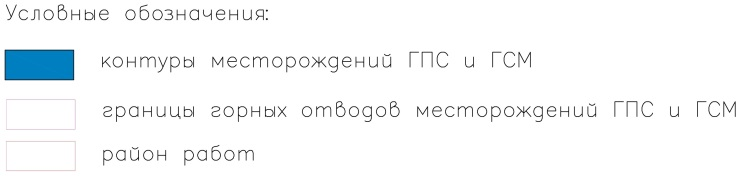 Условные обозначения:
контуры месторождений ГПС и ГСМ
границы горных отводов месторождений ГПС и ГСМ
район работ